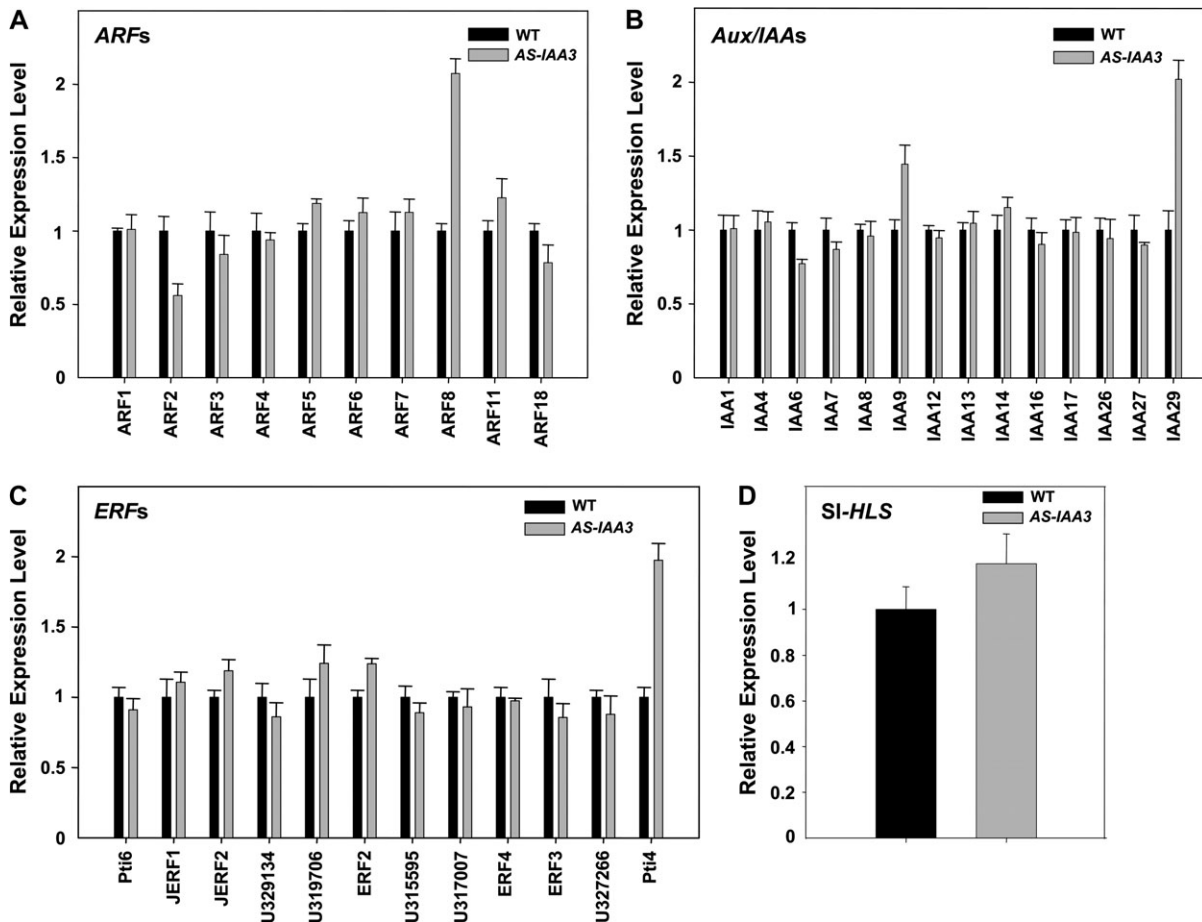 A
ARFs
WT
AS-IAA3
Relative Expression Level
2
1.5
1
0.5
0
ARF1
ARF2
ARF3
ARF4
ARF5
ARF6
ARF7
ARF8
ARF11
ARF18
B
Aux/IAAs
WT
AS-IAA3
Relative Expression Level
2
1.5
1
0.5
0
IAA1
IAA4
IAA6
IAA7
IAA8
IAA9
IAA12
IAA13
IAA14
IAA16
IAA17
IAA26
IAA27
IAA29
C
ERFs
WT
AS-IAA3
Relative Expression Level
2
1.5
1
0.5
0
Pti6
JERF1
JERF2
U329134
U319706
ERF2
U315595
U317007
ERF4
ERF3
U327266
Pti4
D
Sl-HLS
WT
AS-IAA3
Relative Expression Level
1.2
1
0.8
0.6
0.4
0.2
0